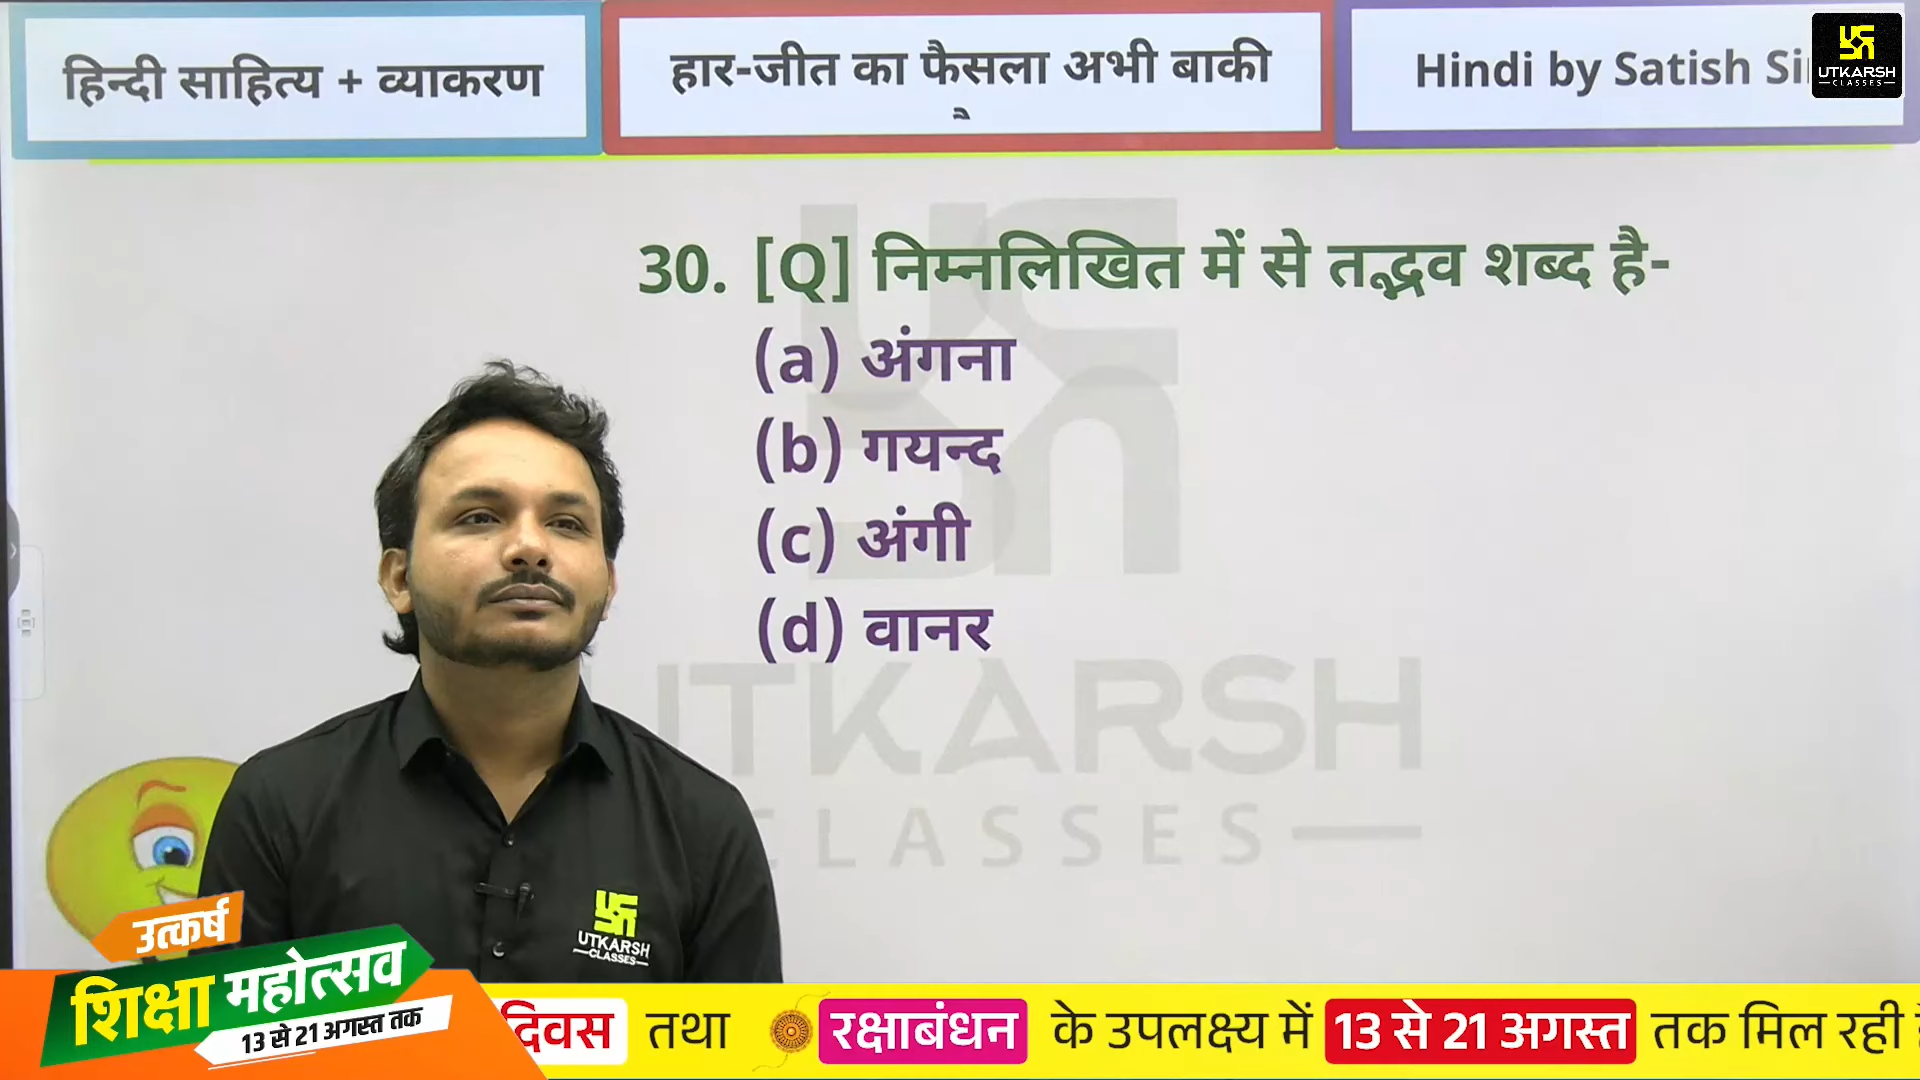 हिन्दी साहित्य + व्याकरण
हार-जीत का फैसला अभी बाकी
Hindi by Satish
UTKARSH
CLASSES
30. [Q] निम्नलिखित में से तद्भव शब्द है-
(a) अंगना
(b) गयन्द
(c) अंगी
(d) वानर
UTKARSH
CLASSES
UTKARSH
CLASSES
उत्कर्ष
शिक्षा महोत्सव
13 से 21 अगस्त तक
दिवस तथा रक्षाबंधन के उपलक्ष्य में 13 से 21 अगस्त तक मिल रही